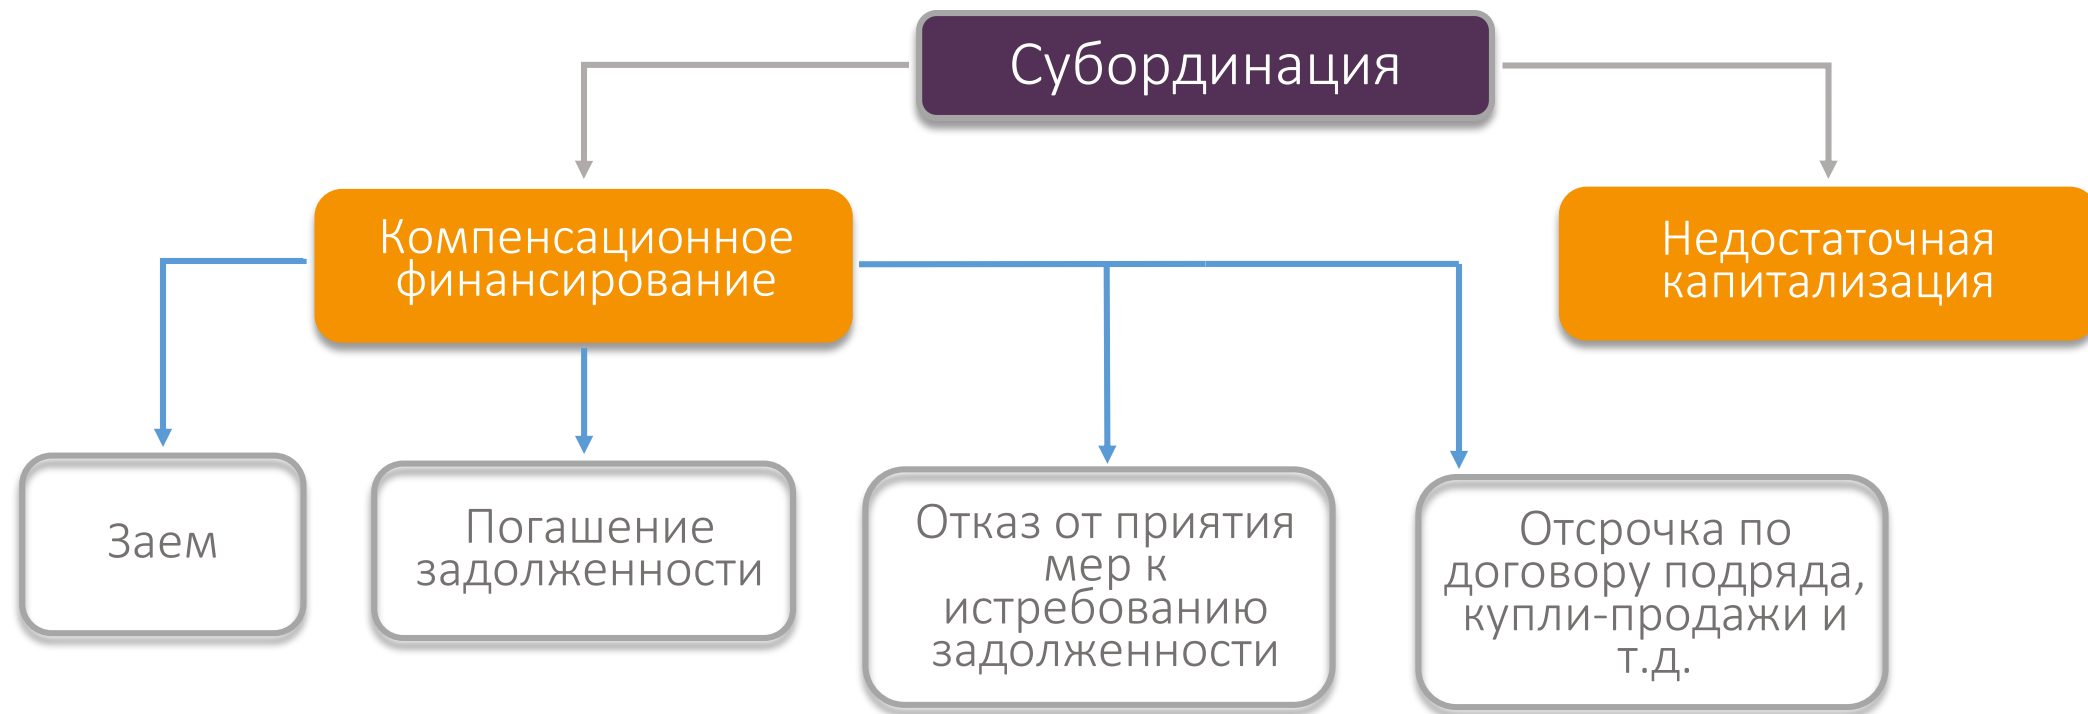 Субординация
Компенсационное
финансирование
Недостаточная
капитализация
Заем
Погашение
задолженности
Отказ от приятия
мер к
истребованию
задолженности
Отсрочка по
договору подряда,
купли-продажи и
т.д.